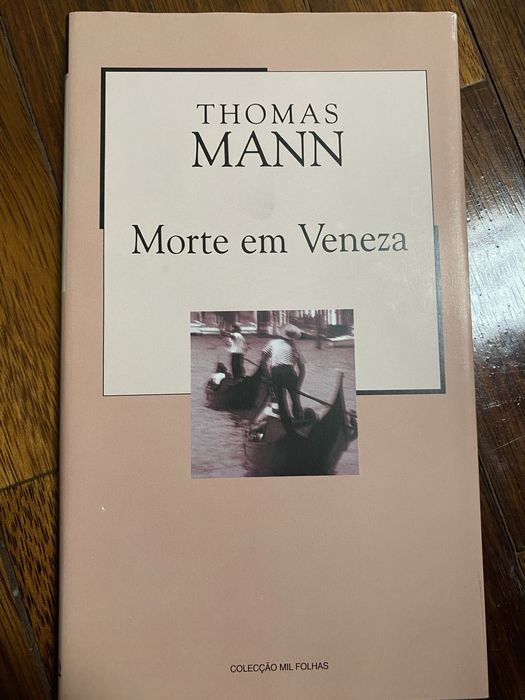 THOMAS
MANN
Morte em Veneza
COLECÇÃO MIL FOLHAS